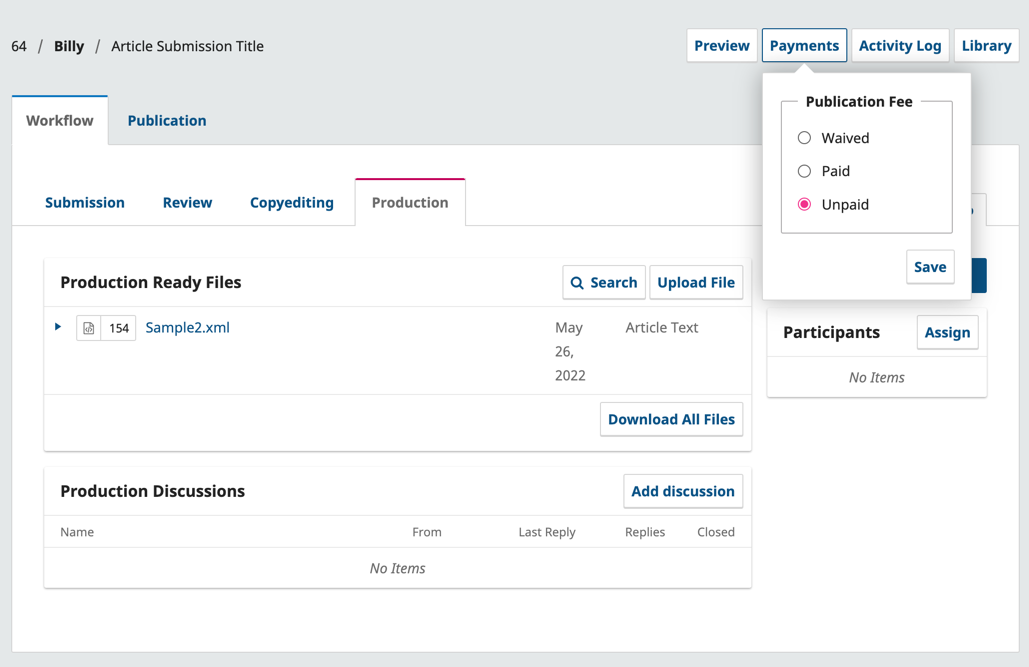 64 / Billy / Article Submission Title
Preview Payments Activity Log Library
Publication Fee
Waived
Paid
Unpaid
Save
Workflow Publication
Submission Review Copyediting Production
Production Ready Files Search Upload File
154 Sample2.xml May 26, 2022 Article Text
Download All Files
Participants Assign
No Items
Production Discussions Add discussion
Name From Last Reply Replies Closed
No Items